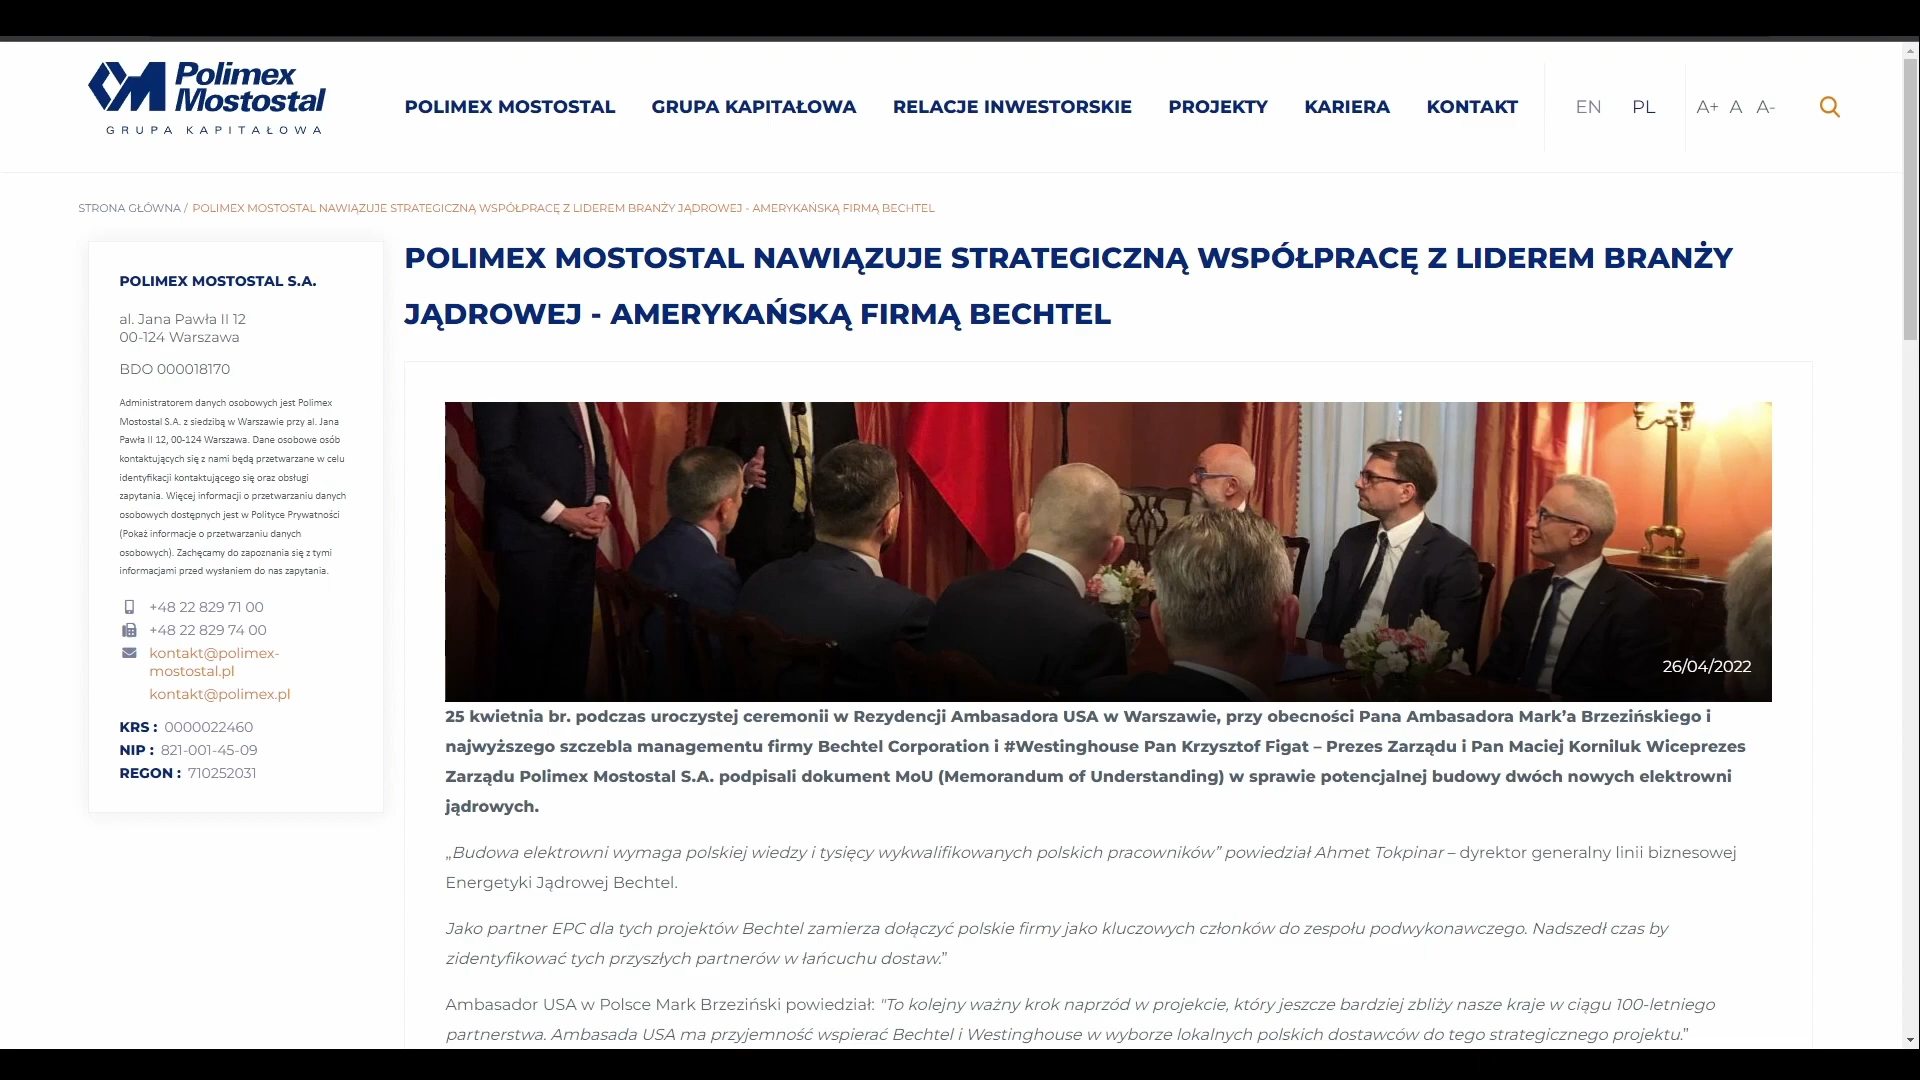 Polimex
Mostostal
GRUPA KAPITAŁOWA
POLIMEX MOSTOSTAL GRUPA KAPITAŁOWA RELACJE INWESTORSKIE PROJEKTY KARIERA KONTAKT EN PL A+ A A-
STRONA GŁÓWNA / POLIMEX MOSTOSTAL NAWIĄZUJE STRATEGICZNĄ WSPÓŁPRACĘ Z LIDEREM BRANŻY JĄDROWEJ - AMERYKAŃSKĄ FIRMĄ BECHTEL
POLIMEX MOSTOSTAL S.A.
al. Jana Pawła II 12
00-124 Warszawa
BDO 000018170
Administratorem danych osobowych jest Polimex
Mostostal S.A. z siedzibą w Warszawie przy al. Jana
Pawła II 12, 00-124 Warszawa. Dane osobowe osób
kontaktujących się z nami będą przetwarzane w celu
identyfikacji kontaktującego się oraz obsługi
zapytania. Więcej informacji o przetwarzaniu danych
osobowych dostępnych jest w Polityce Prywatności
(Pokaż informacje o przetwarzaniu danych
osobowych). Zachęcamy do zapoznania się z tymi
informacjami przed wysłaniem do nas zapytania.
+48 22 829 71 00
+48 22 829 74 00
kontakt@polimex-
mostostal.pl
kontakt@polimex.pl
KRS : 0000022460
NIP : 821-001-45-09
REGON : 710252031
POLIMEX MOSTOSTAL NAWIĄZUJE STRATEGICZNĄ WSPÓŁPRACĘ Z LIDEREM BRANŻY
JĄDROWEJ - AMERYKAŃSKĄ FIRMĄ BECHTEL
26/04/2022
25 kwietnia br. podczas uroczystej ceremonii w Rezydencji Ambasadora USA w Warszawie, przy obecności Pana Ambasadora Mark’a Brzezińskiego i
najwyższego szczebla managementu firmy Bechtel Corporation i #Westinghouse Pan Krzysztof Figat – Prezes Zarządu i Pan Maciej Korniluk Wiceprezes
Zarządu Polimex Mostostal S.A. podpisali dokument MoU (Memorandum of Understanding) w sprawie potencjalnej budowy dwóch nowych elektrowni
jądrowych.
„Budowa elektrowni wymaga polskiej wiedzy i tysięcy wykwalifikowanych polskich pracowników” powiedział Ahmet Tokpinar – dyrektor generalny linii biznesowej
Energetyki Jądrowej Bechtel.
Jako partner EPC dla tych projektów Bechtel zamierza dołączyć polskie firmy jako kluczowych członków do zespołu podwykonawczego. Nadszedł czas by
zidentyfikować tych przyszłych partnerów w łańcuchu dostaw.”
Ambasador USA w Polsce Mark Brzeziński powiedział: "To kolejny ważny krok naprzód w projekcie, który jeszcze bardziej zbliży nasze kraje w ciągu 100-letniego
partnerstwa. Ambasada USA ma przyjemność wspierać Bechtel i Westinghouse w wyborze lokalnych polskich dostawców do tego strategicznego projektu.”